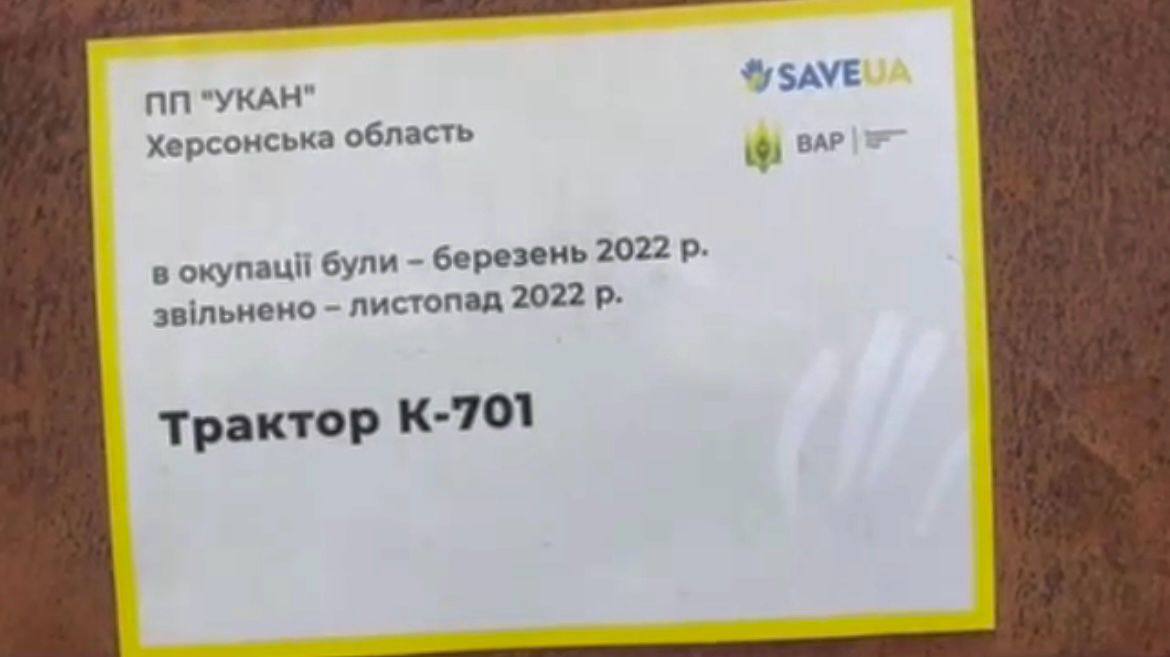 ПП "УКАН"
Херсонська область
SAVEUA
ВАР
в окупації були – березень 2022 р.
звільнено – листопад 2022 р.
Трактор К-701